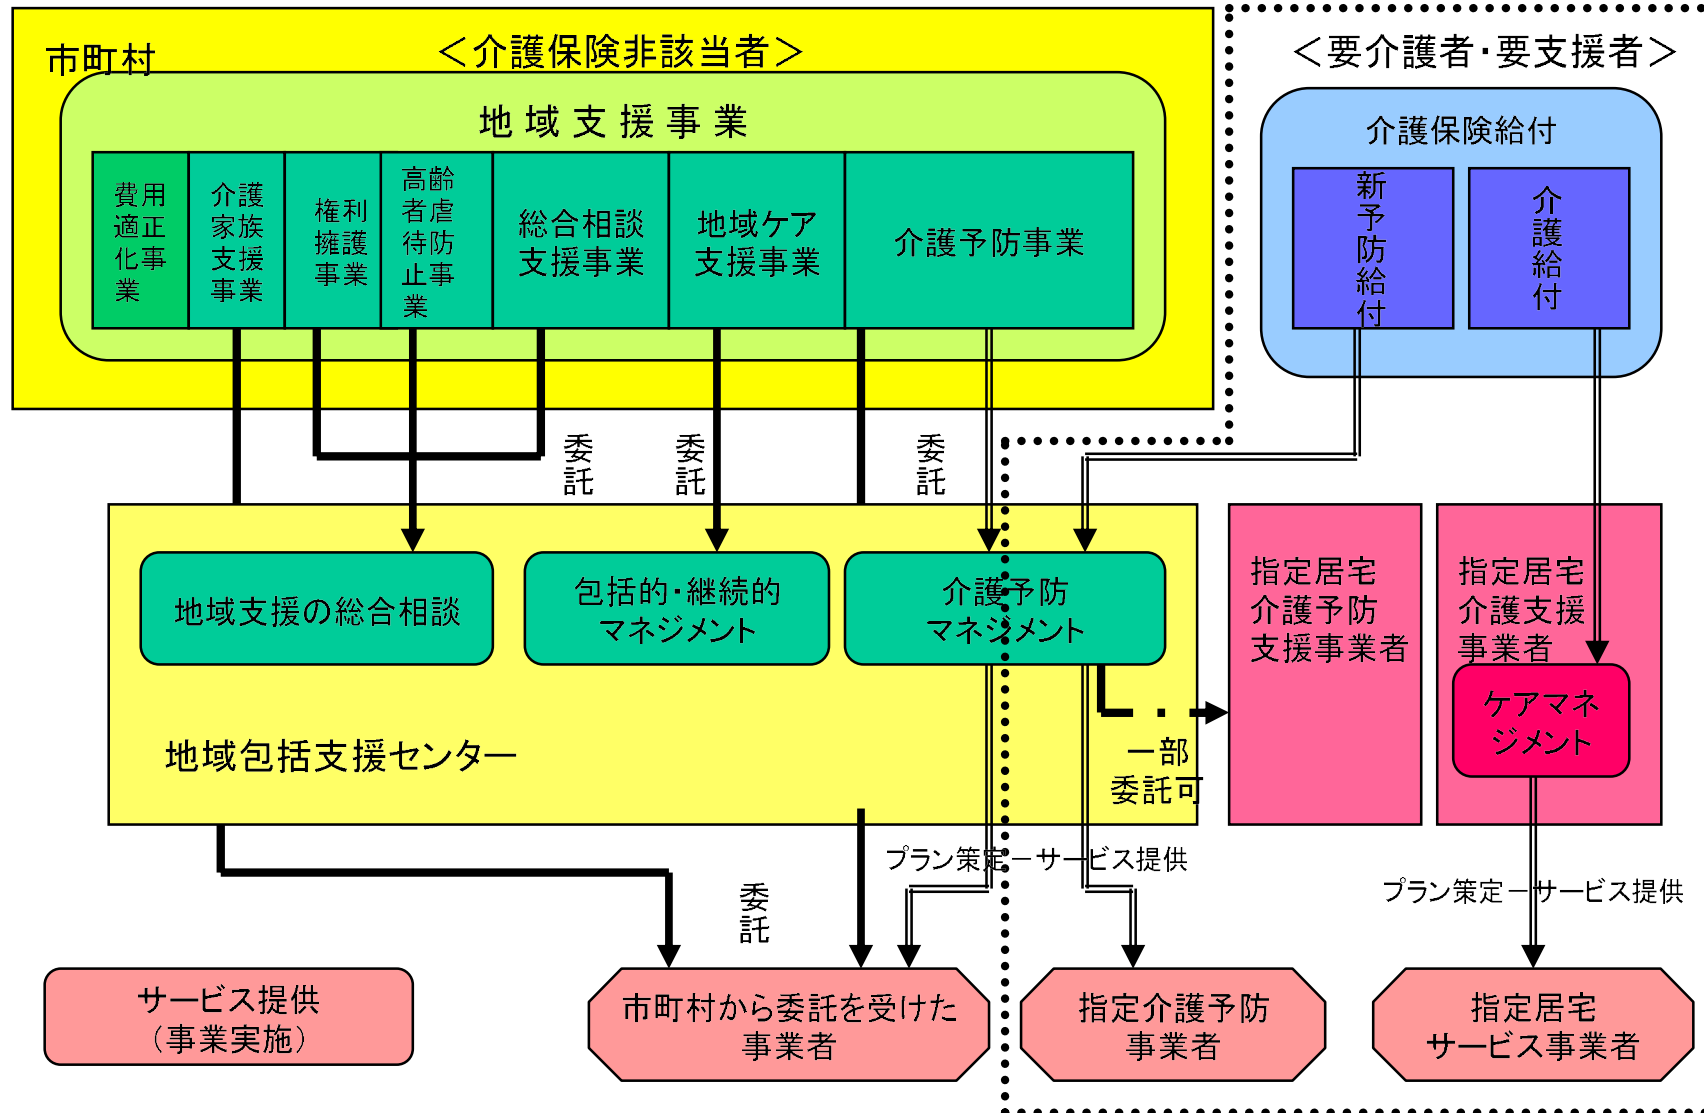 市町村
＜介護保険非該当者＞
＜要介護者・要支援者＞
地域支援事業
介護保険給付
費用
適正
化事
業
介護
家族
支援
事業
権利
擁護
事業
高齢
者虐
待防
止事
業
総合相談
支援事業
地域ケア
支援事業
介護予防事業
新予防給付
介護給付
委託
委託
委託
地域支援の総合相談
包括的・継続的
マネジメント
介護予防
マネジメント
指定居宅
介護予防
支援事業者
指定居宅
介護支援
事業者
ケアマネ
ジメント
地域包括支援センター
一部
委託可
プラン策定－サービス提供
プラン策定－サービス提供
委託
サービス提供
（事業実施）
市町村から委託を受けた
事業者
指定介護予防
事業者
指定居宅
サービス事業者